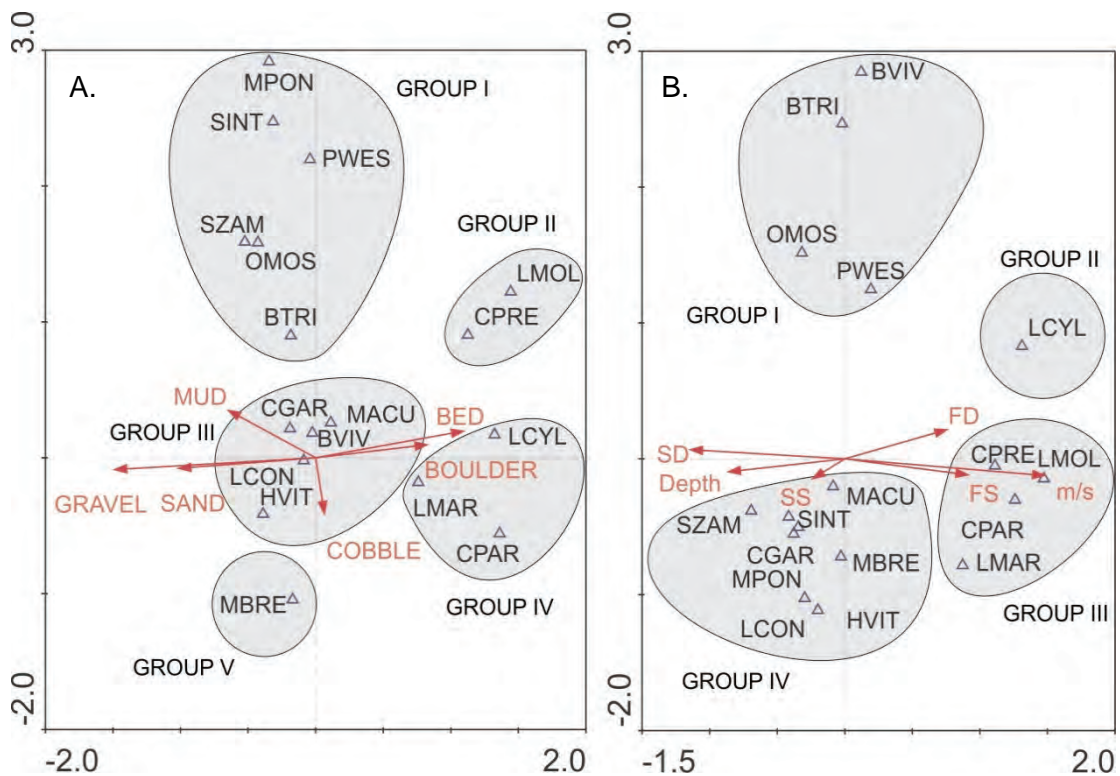 3.0
A.
MPON
GROUP I
SINT
PWES
SZAM
OMOS
GROUP II
LMOL
CPRE
BTRI
MUD
CGAR
MACU
BED
GROUP III
BVIV
LCYL
LCON
BOULDER
GRAVEL
SAND
HVIT
LMAR
COBBLE
CPAR
MBRE
GROUP IV
GROUP V
-2.0
-2.0
2.0
3.0
B.
BVIV
BTRI
OMOS
GROUP II
PWES
GROUP I
LCYL
FD
SD
CPRE
LMOL
Depth
SS
FS
m/s
MACU
SZAM
SINT
CPAR
CGAR
MBRE
LMAR
MPON
LCON
HVIT
GROUP III
GROUP IV
-2.0
-1.5
2.0